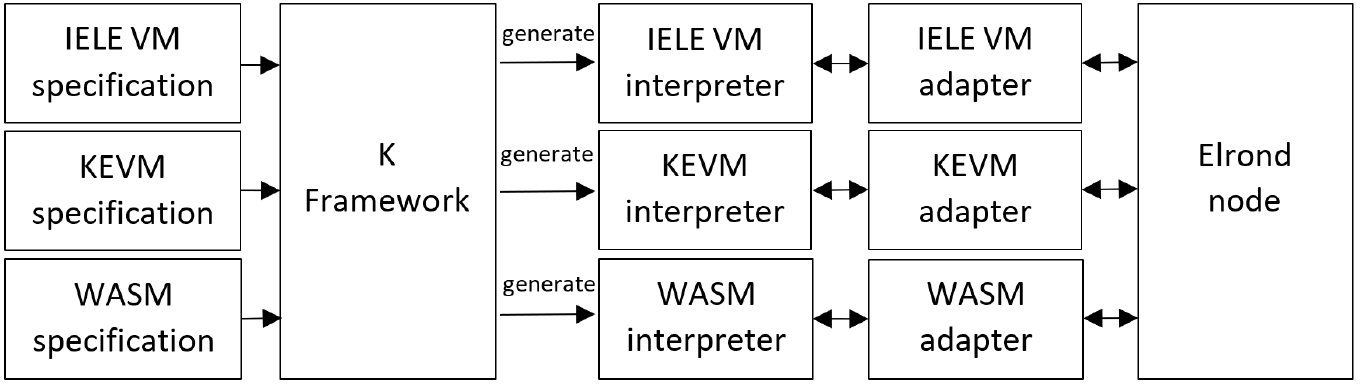 IELE VM
specification
K
Framework
generate
IELE VM
interpreter
IELE VM
adapter
Elrond
node
KEVM
specification
generate
KEVM
interpreter
KEVM
adapter
WASM
specification
generate
WASM
interpreter
WASM
adapter